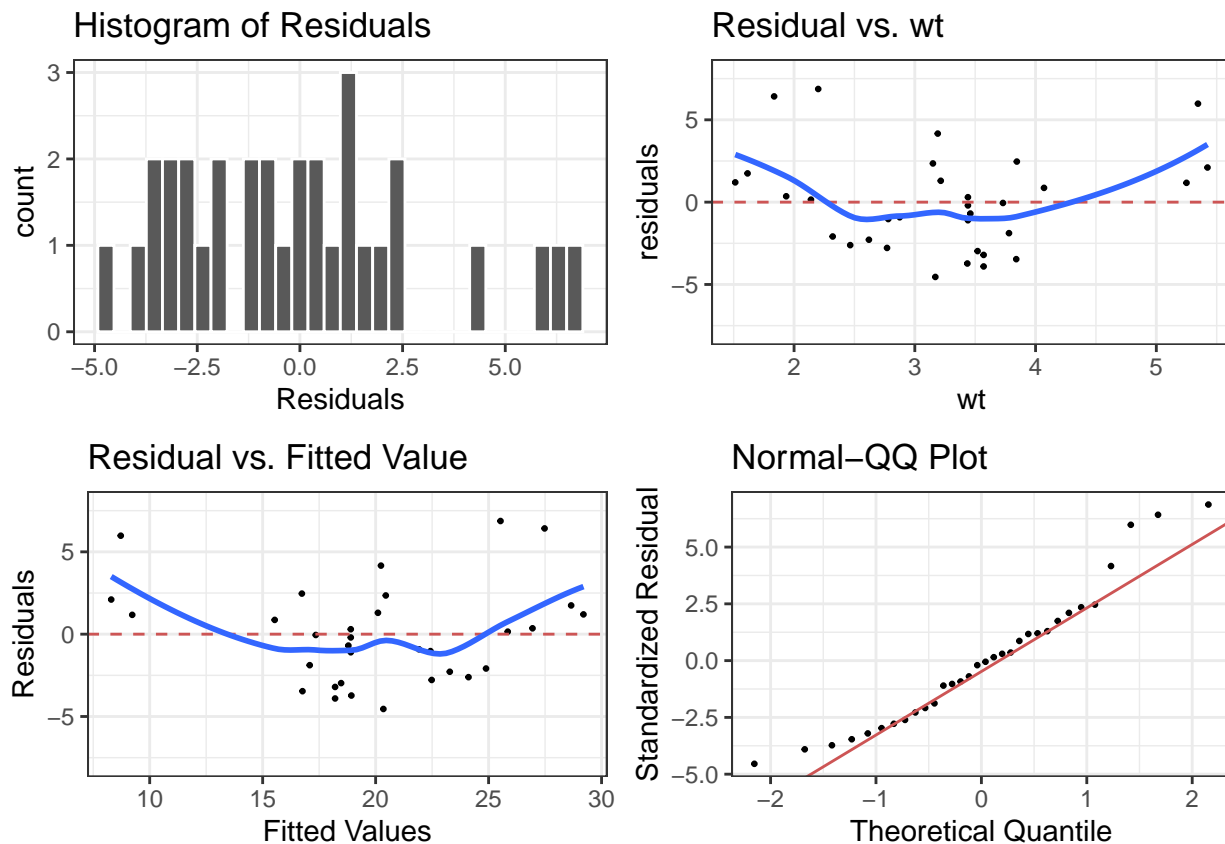 Histogram of Residuals
3
2
1
0
count
−5.0 −2.5 0.0 2.5 5.0
Residuals
Residual vs. wt
5
0
−5
residuals
2 3 4 5
wt
Residual vs. Fitted Value
5
0
−5
Residuals
10 15 20 25 30
Fitted Values
Normal−QQ Plot
5.0
2.5
0.0
−2.5
−5.0
Standardized Residual
−2 −1 0 1 2
Theoretical Quantile